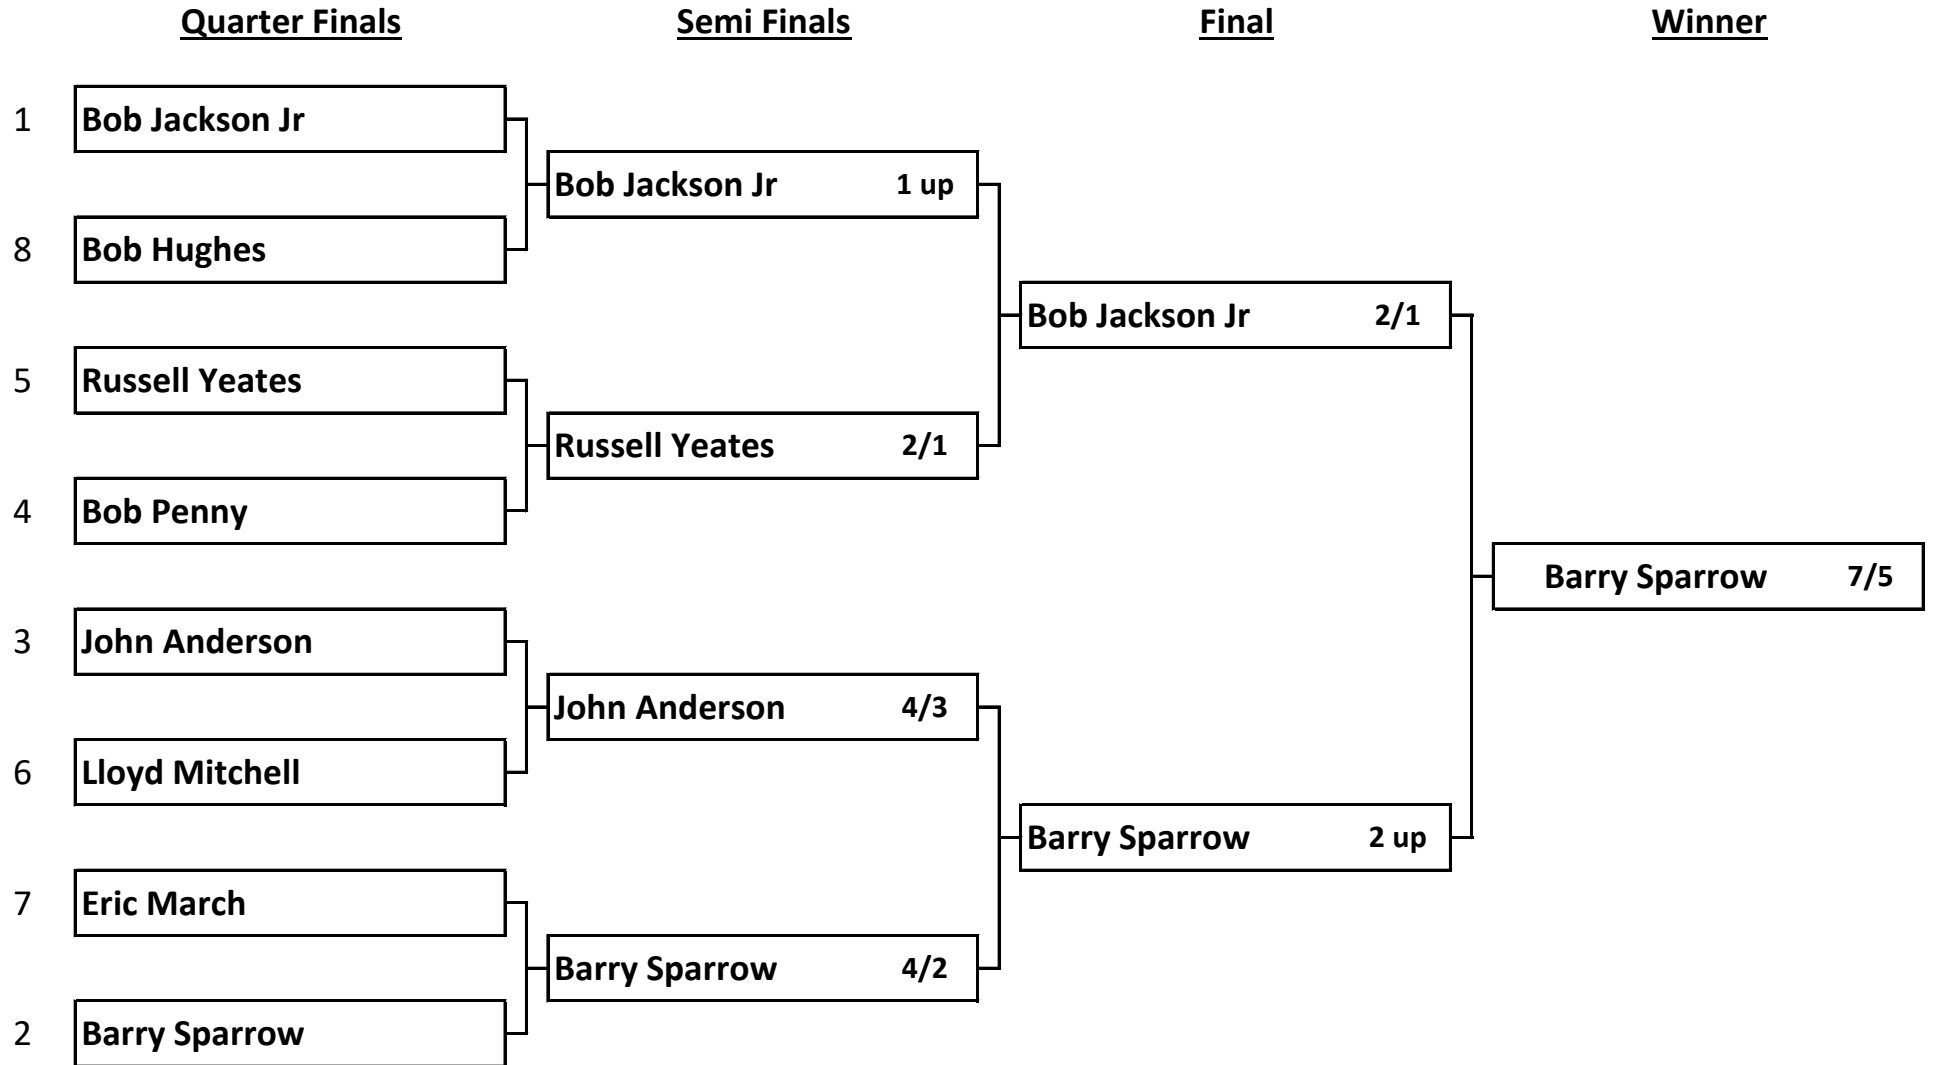 Quarter Finals Semi Finals Final Winner
1 Bob Jackson Jr
Bob Jackson Jr 1 up
8 Bob Hughes
Bob Jackson Jr 2/1
5 Russell Yeates
Russell Yeates 2/1
4 Bob Penny
Barry Sparrow 7/5
3 John Anderson
John Anderson 4/3
6 Lloyd Mitchell
Barry Sparrow 2 up
7 Eric March
Barry Sparrow 4/2
2 Barry Sparrow